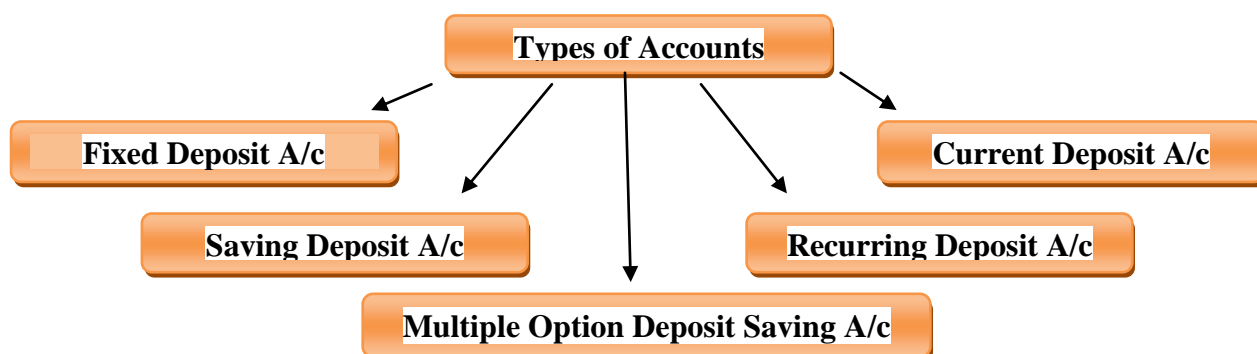 Types of Accounts
Fixed Deposit A/c
Current Deposit A/c
Saving Deposit A/c
Recurring Deposit A/c
Multiple Option Deposit Saving A/c